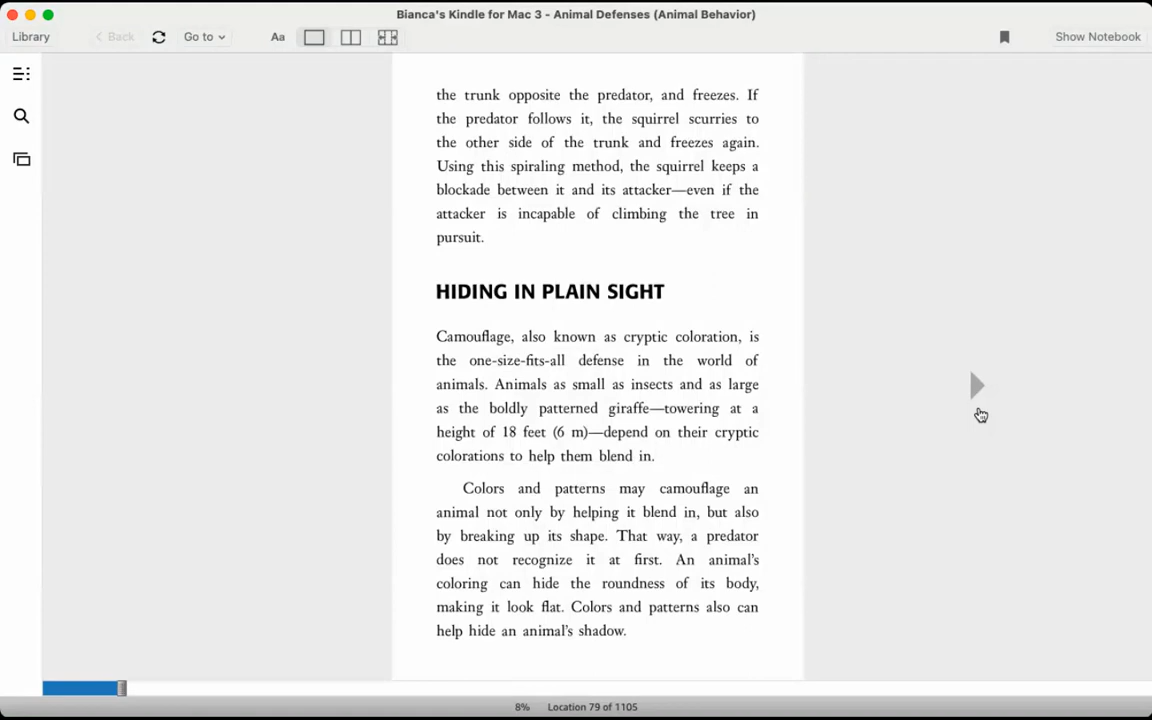 Bianca's Kindle for Mac 3 - Animal Defenses (Animal Behavior)
Library
Back
Go to
Aa
Show Notebook
the trunk opposite the predator, and freezes. If
the predator follows it, the squirrel scurries to
the other side of the trunk and freezes again.
Using this spiraling method, the squirrel keeps a
blockade between it and its attacker—even if the
attacker is incapable of climbing the tree in
pursuit.
HIDING IN PLAIN SIGHT
Camouflage, also known as cryptic coloration, is
the one-size-fits-all defense in the world of
animals. Animals as small as insects and as large
as the boldly patterned giraffe—towering at a
height of 18 feet (6 m)—depend on their cryptic
colorations to help them blend in.
Colors and patterns may camouflage an
animal not only by helping it blend in, but also
by breaking up its shape. That way, a predator
does not recognize it at first. An animal's
coloring can hide the roundness of its body,
making it look flat. Colors and patterns also can
help hide an animal's shadow.
8% Location 79 of 1105